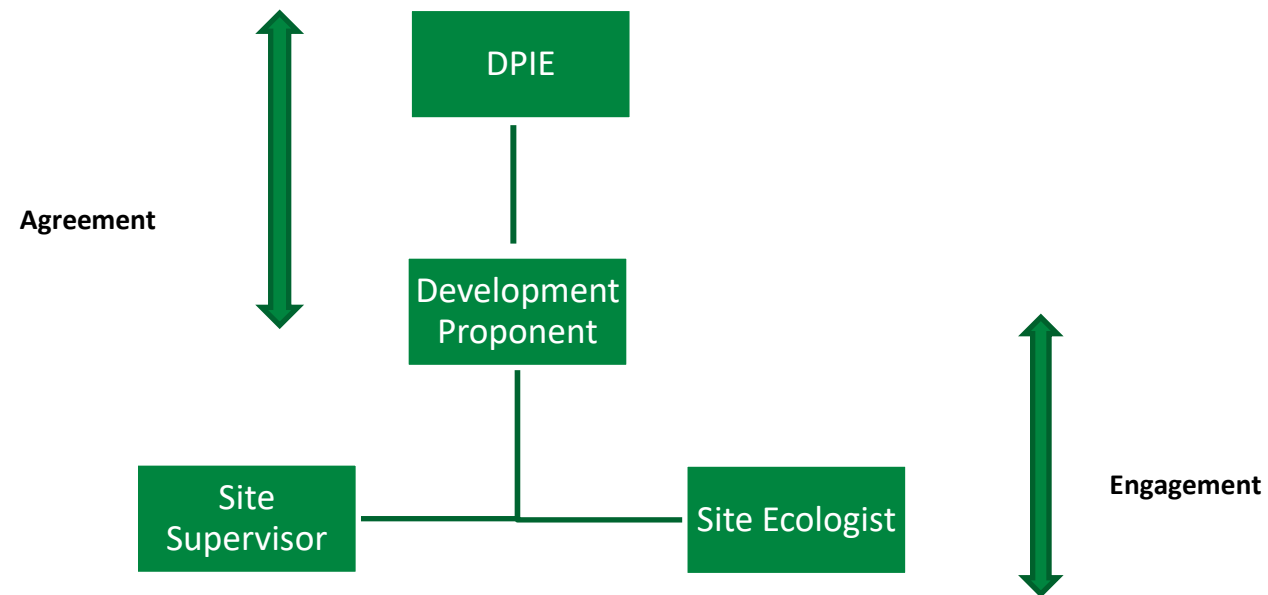 DPIE
Agreement
Development
Proponent
Site
Supervisor
Site Ecologist
Engagement